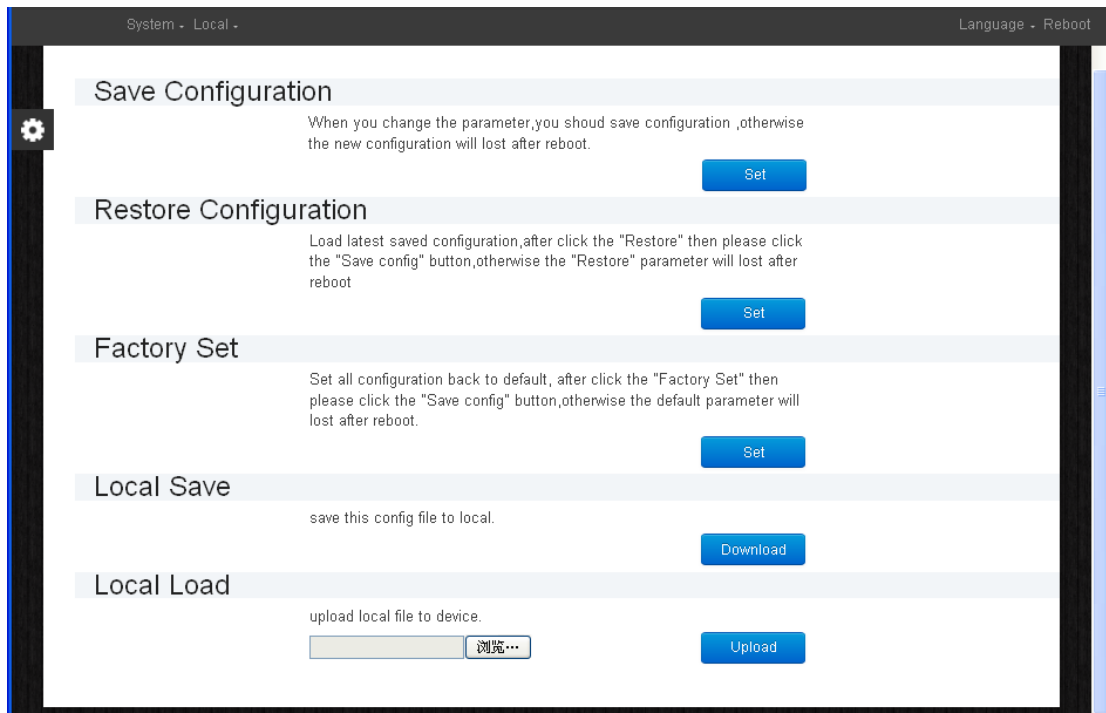 System Local Language Reboot
Save Configuration
When you change the parameter,you shoud save configuration ,otherwise
the new configuration will lost after reboot.
Set
Restore Configuration
Load latest saved configuration,after click the "Restore" then please click
the "Save config" button,otherwise the "Restore" parameter will lost after
reboot
Set
Factory Set
Set all configuration back to default, after click the "Factory Set" then
please click the "Save config" button,otherwise the default parameter will
lost after reboot.
Set
Local Save
save this config file to local.
Download
Local Load
upload local file to device.
浏览… Upload